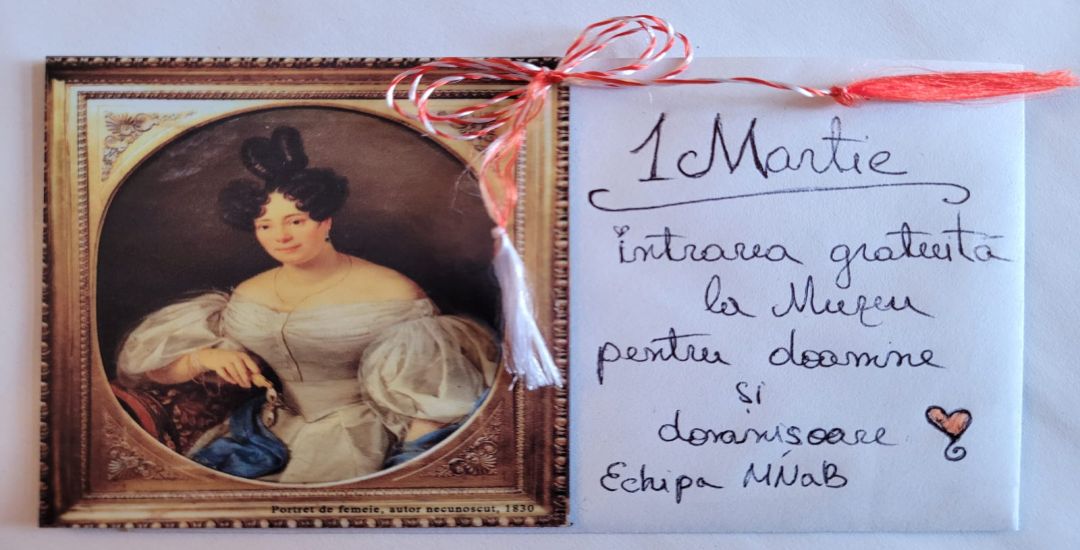 1 Martie
intrarea gratuită
la Muzeu
pentru doamne
și
domnișoare
Echipa MNaB
Portret de femeie, autor necunoscut, 1830